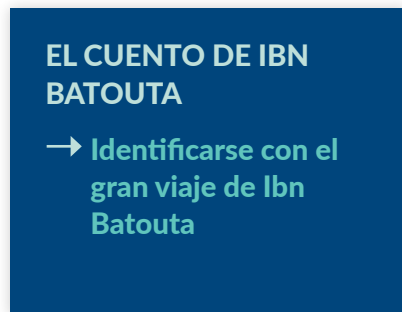 EL CUENTO DE IBN
BATOUTA
→ Identificarse con el
gran viaje de Ibn
Batouta